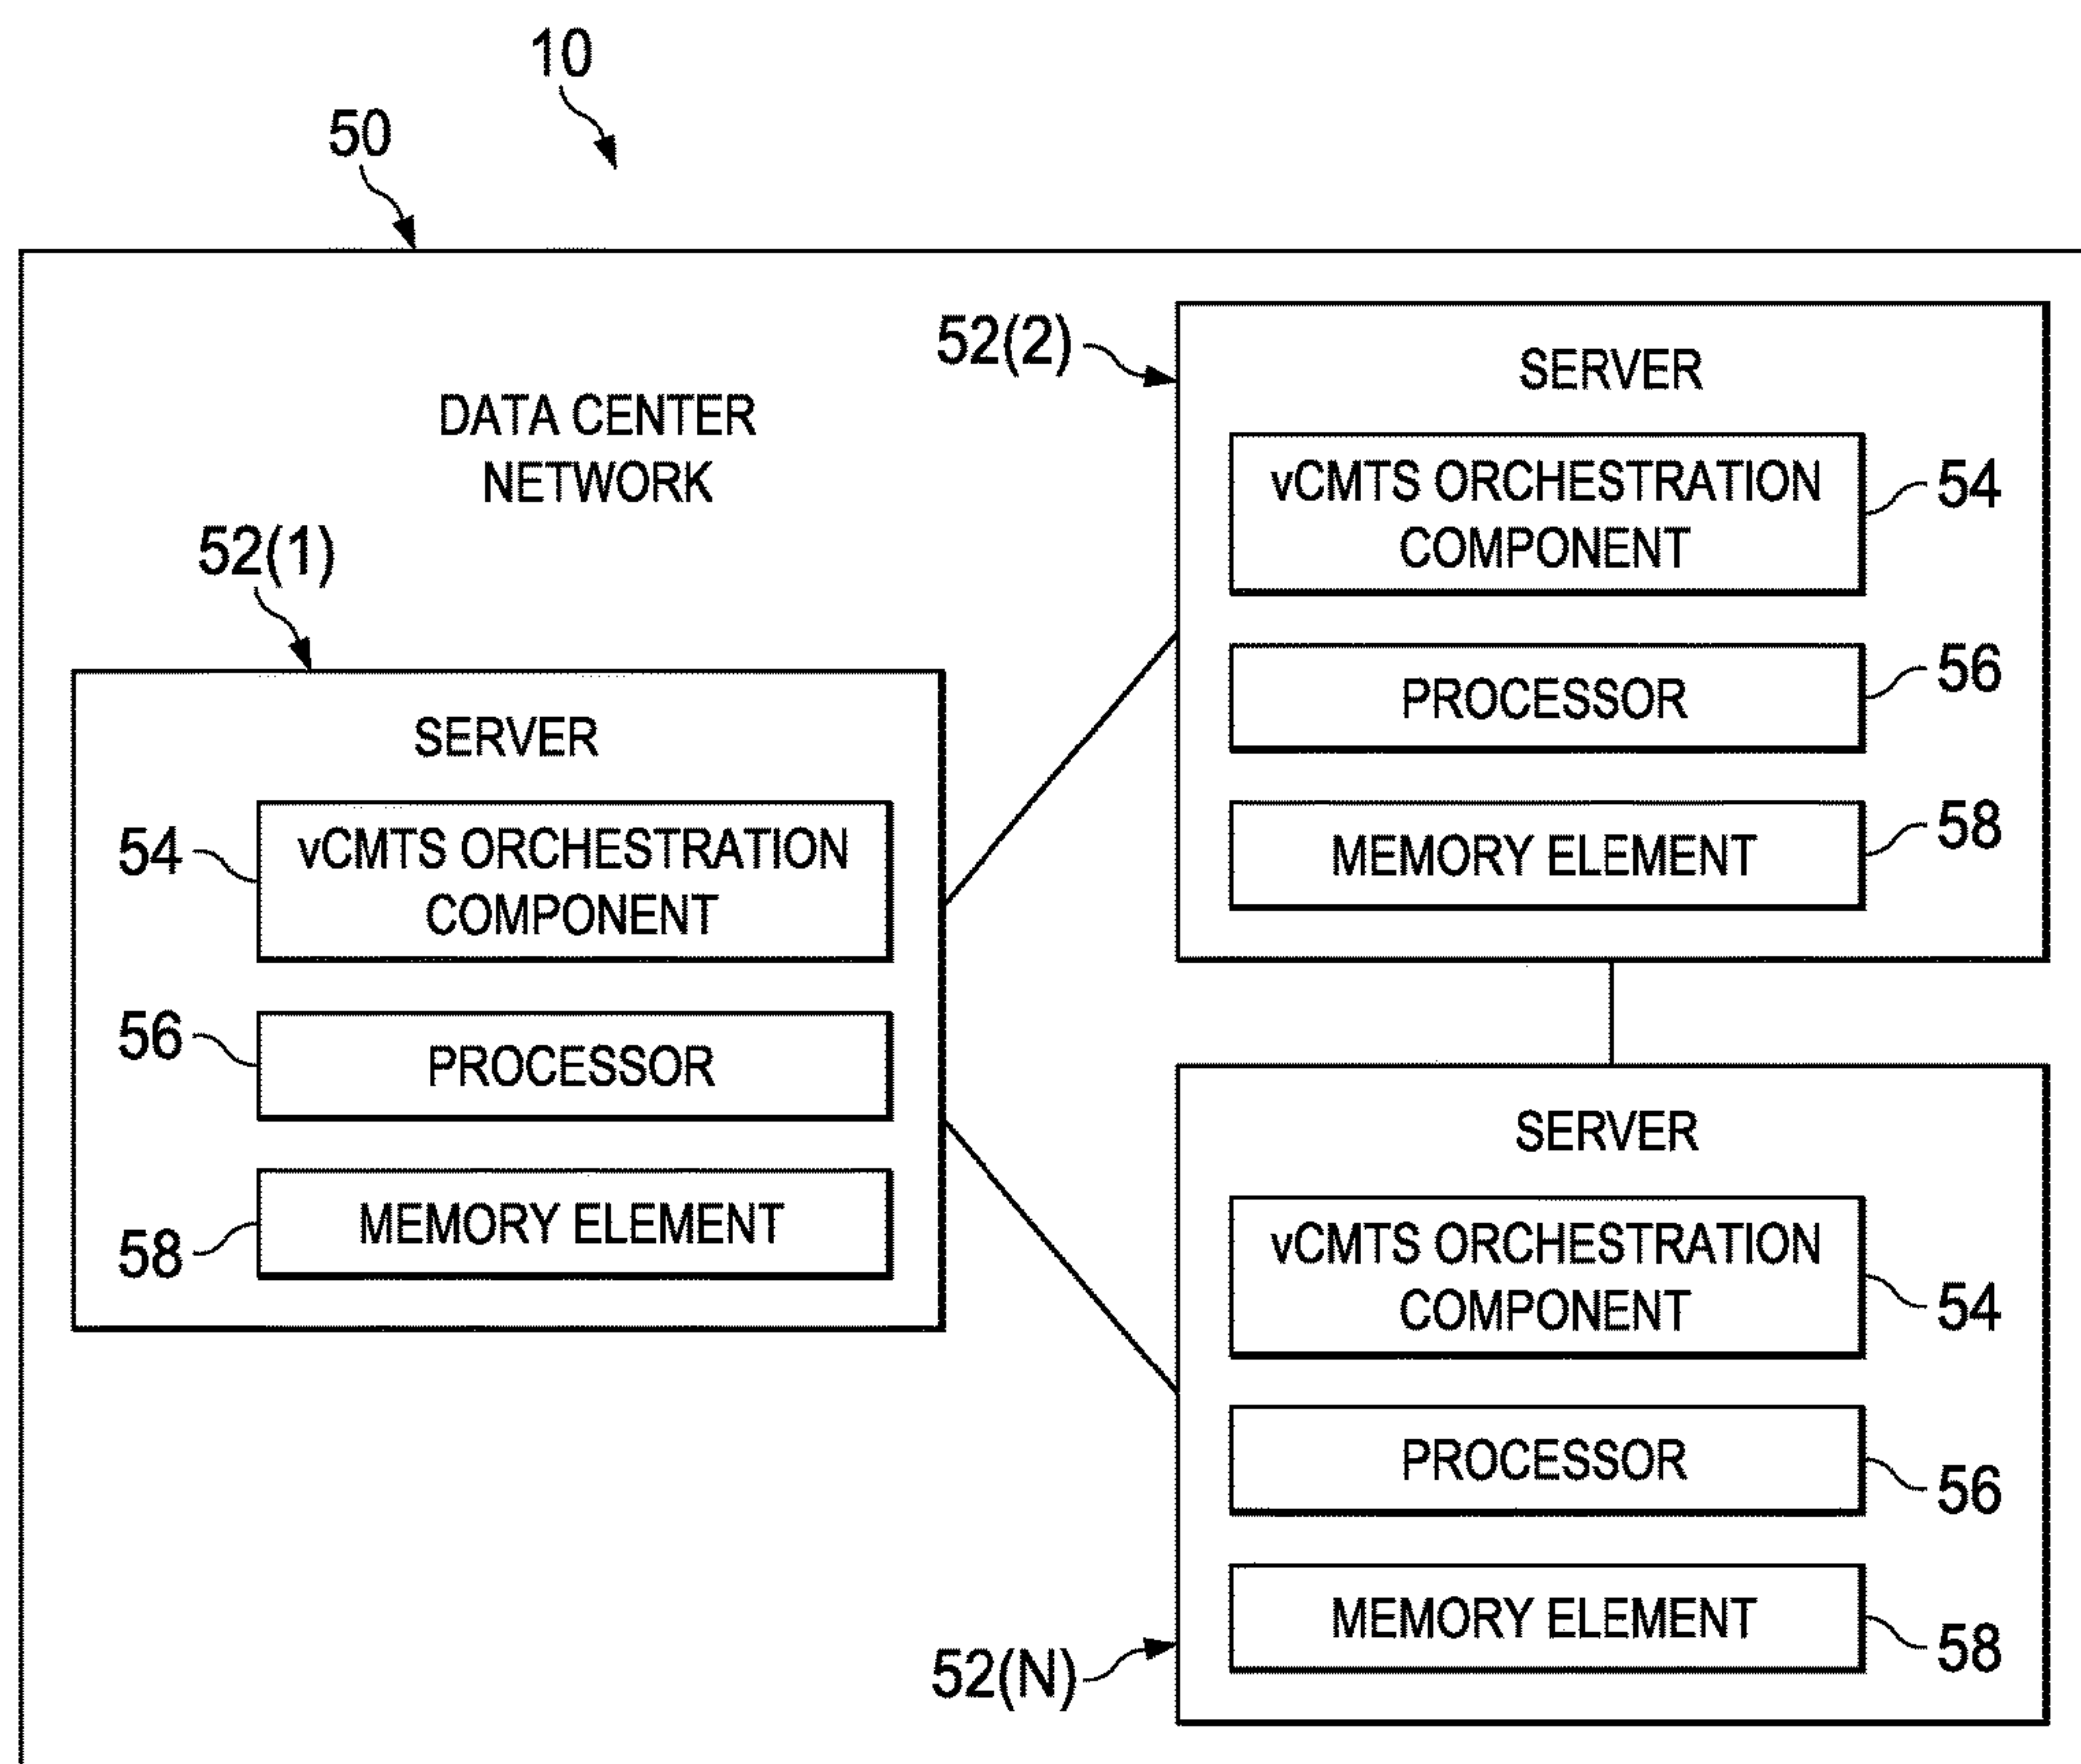 10
50
DATA CENTER
NETWORK
52(1)
SERVER
54
vCMTS ORCHESTRATION
COMPONENT
56
PROCESSOR
58
MEMORY ELEMENT
52(2)
SERVER
vCMTS ORCHESTRATION
COMPONENT
54
PROCESSOR
56
MEMORY ELEMENT
58
SERVER
vCMTS ORCHESTRATION
COMPONENT
54
PROCESSOR
56
MEMORY ELEMENT
58
52(N)